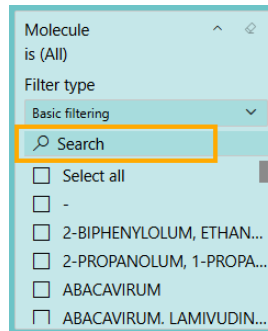 Molecule
is (All)
Filter type
Basic filtering
Search
Select all
-
2-BIPHENYLOLUM, ETHAN...
2-PROPANOLUM, 1-PROPA...
ABACAVIRUM
ABACAVIRUM. LAMIVUDIN...